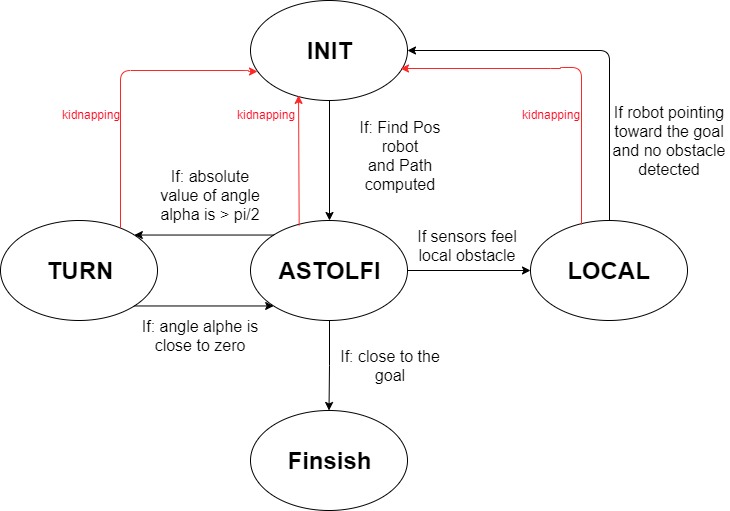 INIT
kidnapping
kidnapping
kidnapping
If robot pointing
toward the goal
and no obstacle
detected
If: Find Pos
robot
and Path
computed
If: absolute
value of angle
alpha is > pi/2
If sensors feel
local obstacle
TURN
ASTOLFI
LOCAL
If: angle alphe is
close to zero
If: close to the
goal
Finsish